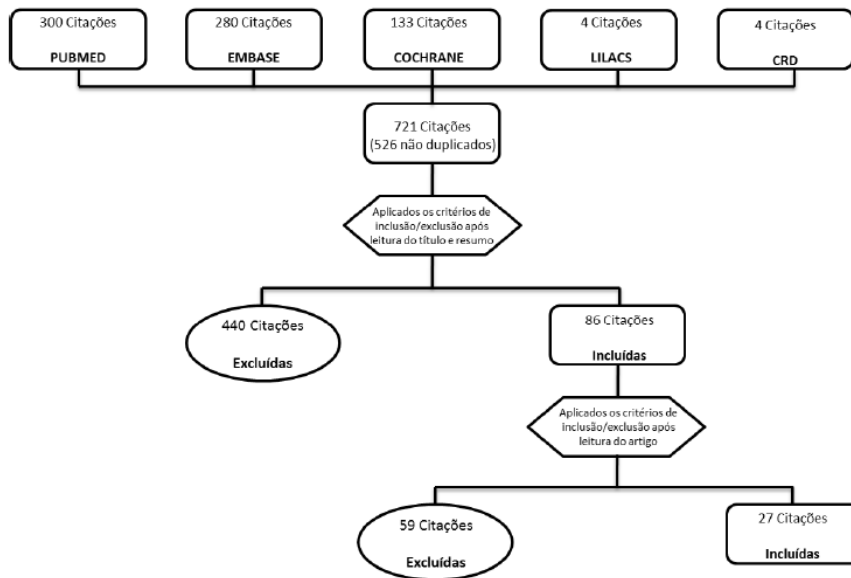 300 Citações
PUBMED
280 Citações
EMBASE
133 Citações
COCHRANE
4 Citações
LILACS
4 Citações
CRD
721 Citações
(526 não duplicados)
Aplicados os critérios de
inclusão/exclusão após
leitura do título e resumo
440 Citações
Excluídas
86 Citações
Incluídas
Aplicados os critérios de
inclusão/exclusão após
leitura do artigo
59 Citações
Excluídas
27 Citações
Incluídas